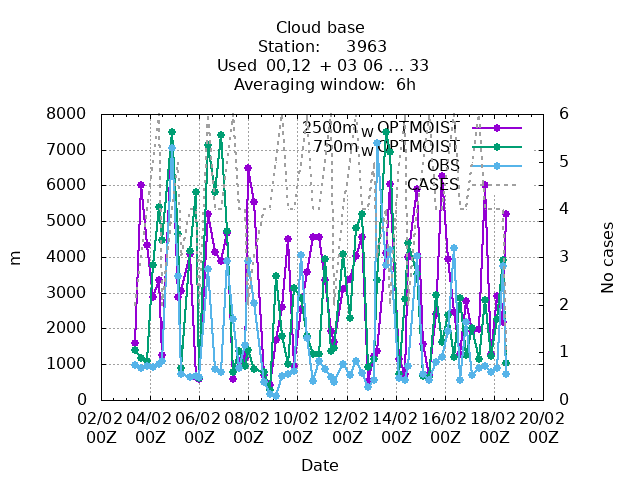 Cloud base
Station: 3963
Used 00,12 + 03 06 ... 33
Averaging window: 6h
8000
7000
6000
5000
4000
3000
2000
1000
0
6
5
4
3
2
1
0
m
No cases
2500m_W_OPTMOIST
750m_W_OPTMOIST
OBS
CASES
02/02 04/02 06/02 08/02 10/02 12/02 14/02 16/02 18/02 20/02
00Z 00Z 00Z 00Z 00Z 00Z 00Z 00Z 00Z 00Z
Date